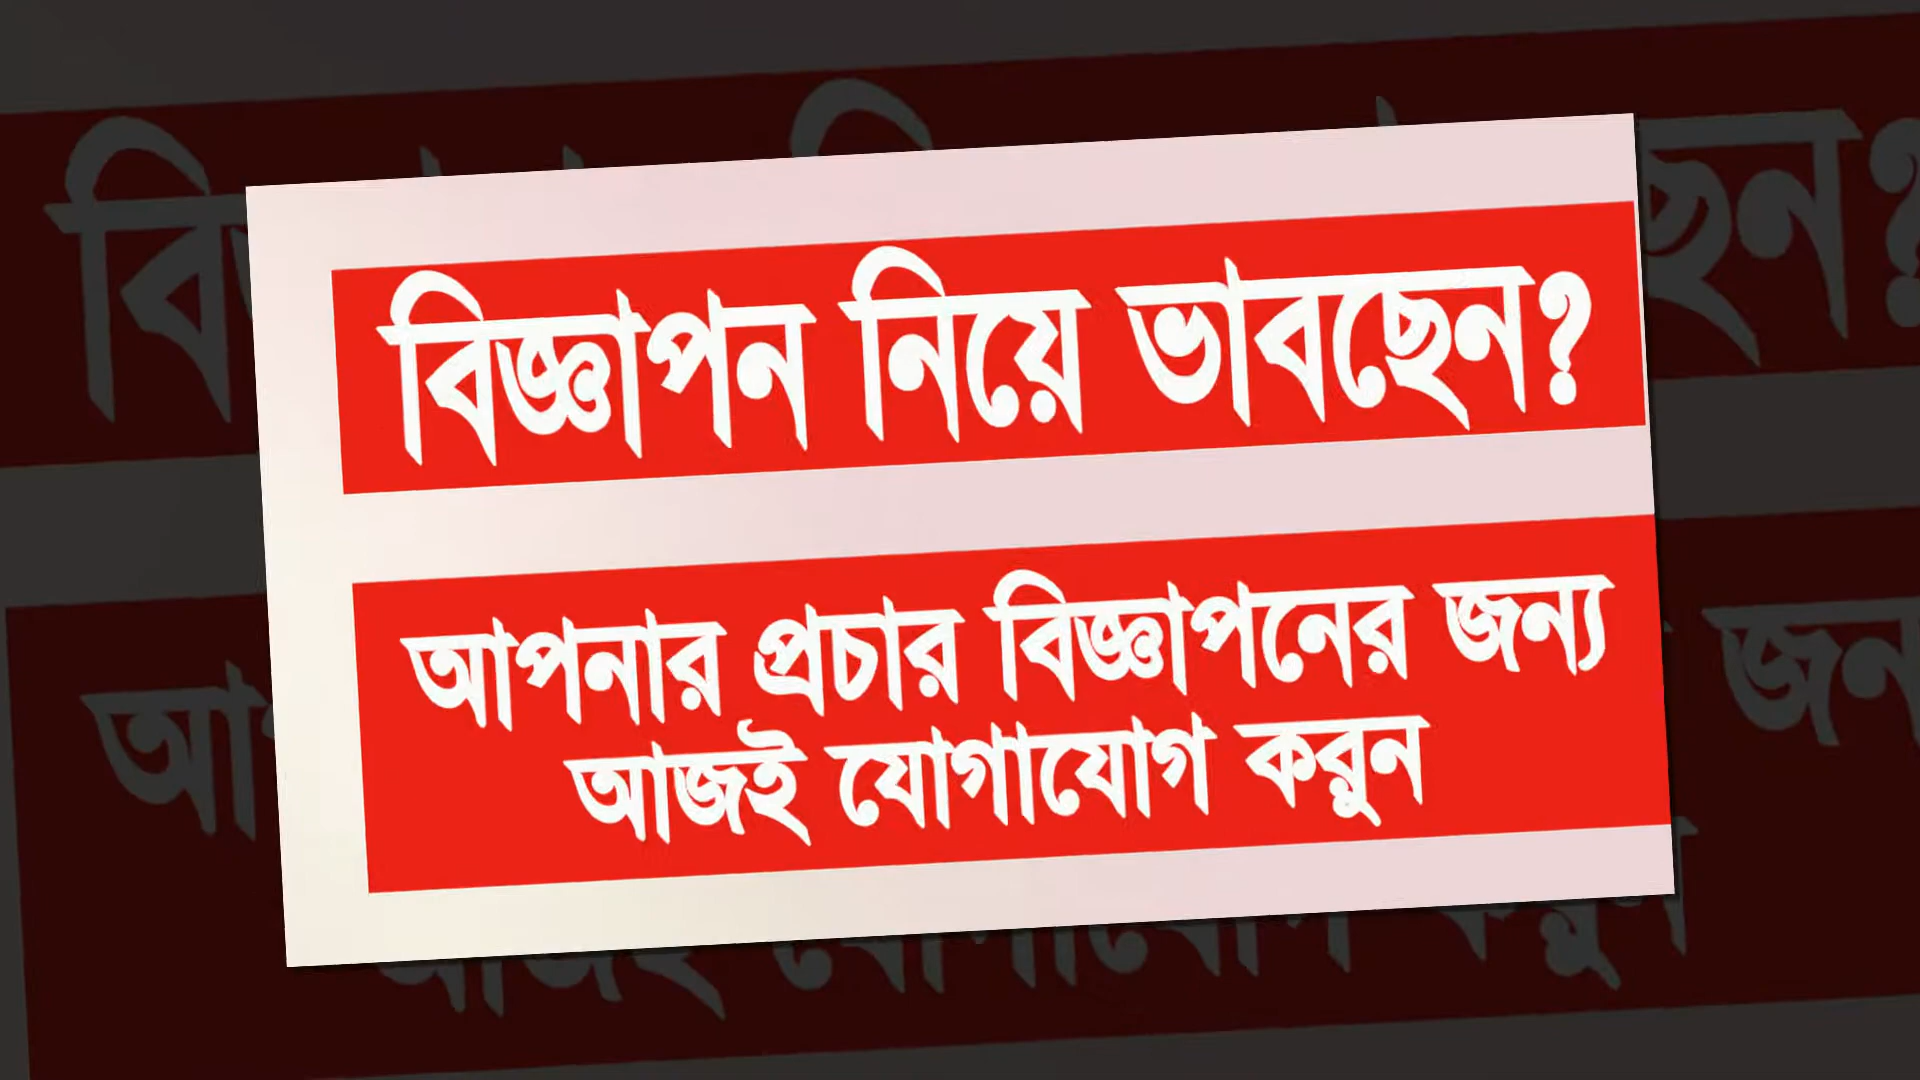 বিজ্ঞাপন নিয়ে ভাবছেন?
আপনার প্রচার বিজ্ঞাপনের জন্য
আজই যোগাযোগ করুন